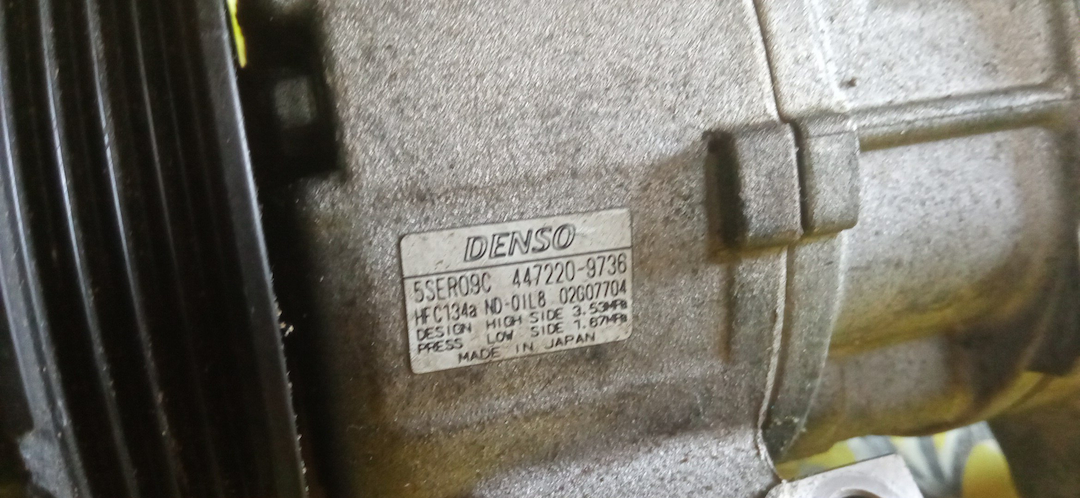 DENSO
5SER09C 447220-9736
HFC134a ND-OIL8 02G07704
DESIGN HIGH SIDE 3.53MPa
PRESS LOW SIDE 1.67MPa
MADE IN JAPAN